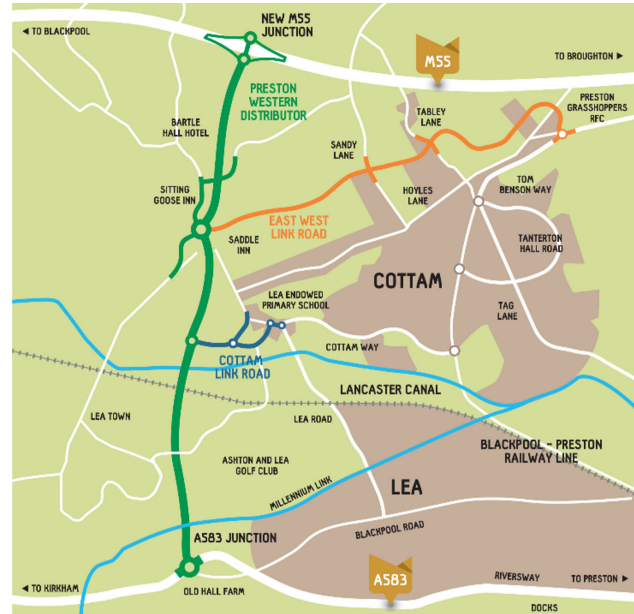 NEW M55
JUNCTION
◄ TO BLACKPOOL
M55
TO BROUGHTON ►
PRESTON
WESTERN
DISTRIBUTOR
PRESTON
GRASSHOPPERS
RFC
TABLEY
LANE
BARTLE
HALL HOTEL
SANDY
LANE
SITTING
GOOSE INN
HOYLES
LANE
TOM
BENSON WAY
EAST WEST
LINK ROAD
SADDLE
INN
TANTERTON
HALL ROAD
COTTAM
LEA ENDOWED
PRIMARY SCHOOL
TAG
LANE
COTTAM WAY
COTTAM
LINK ROAD
LANCASTER CANAL
LEA TOWN
LEA ROAD
BLACKPOOL – PRESTON
RAILWAY LINE
ASHTON AND LEA
GOLF CLUB
LEA
MILLENNIUM LINK
BLACKPOOL ROAD
A583 JUNCTION
A583
◄ TO KIRKHAM
OLD HALL FARM
RIVERSWAY
TO PRESTON ►
DOCKS